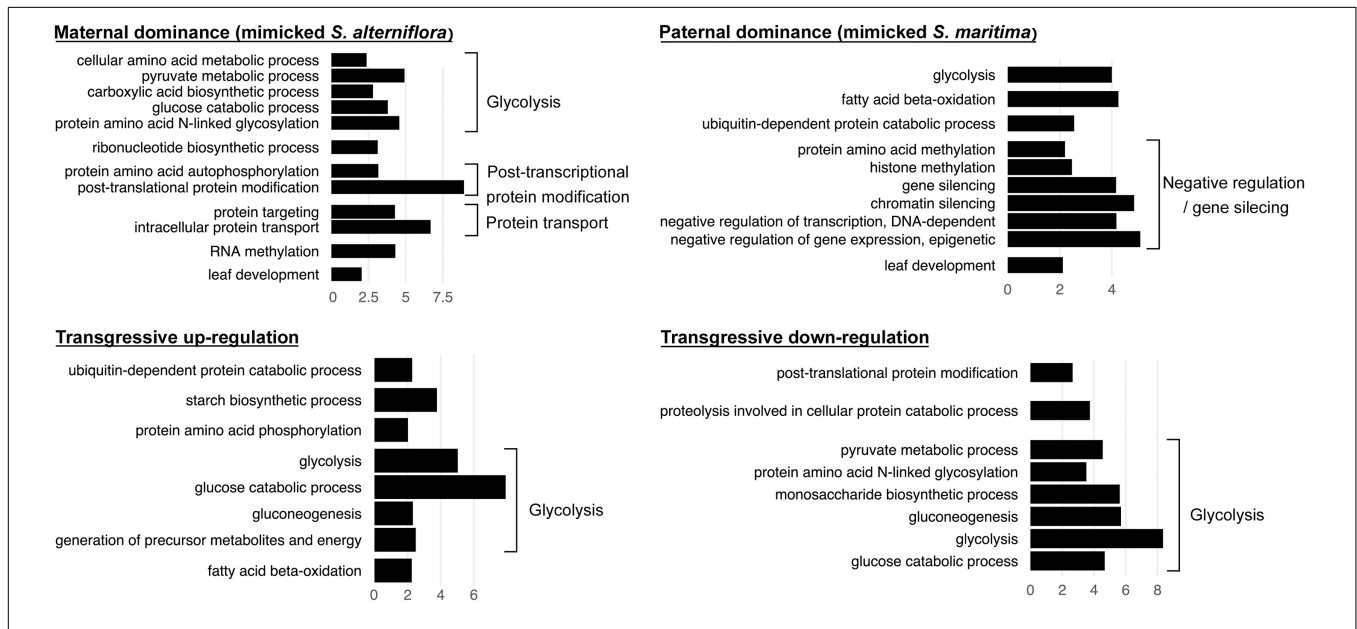 Maternal dominance (mimicked S. alterniflora)
cellular amino acid metabolic process
pyruvate metabolic process
carboxylic acid biosynthetic process
glucose catabolic process
protein amino acid N-linked glycosylation
Glycolysis
ribonucleotide biosynthetic process
protein amino acid autophosphorylation
post-translational protein modification
Post-transcriptional
protein modification
protein targeting
intracellular protein transport
Protein transport
RNA methylation
leaf development
0 2.5 5 7.5
Paternal dominance (mimicked S. maritima)
glycolysis
fatty acid beta-oxidation
ubiquitin-dependent protein catabolic process
protein amino acid methylation
histone methylation
gene silencing
chromatin silencing
negative regulation of transcription, DNA-dependent
negative regulation of gene expression, epigenetic
Negative regulation
/ gene silecing
leaf development
0 2 4
Transgressive up-regulation
ubiquitin-dependent protein catabolic process
starch biosynthetic process
protein amino acid phosphorylation
glycolysis
glucose catabolic process
gluconeogenesis
generation of precursor metabolites and energy
Glycolysis
fatty acid beta-oxidation
0 2 4 6
Transgressive down-regulation
post-translational protein modification
proteolysis involved in cellular protein catabolic process
pyruvate metabolic process
protein amino acid N-linked glycosylation
monosaccharide biosynthetic process
gluconeogenesis
glycolysis
glucose catabolic process
Glycolysis
0 2 4 6 8